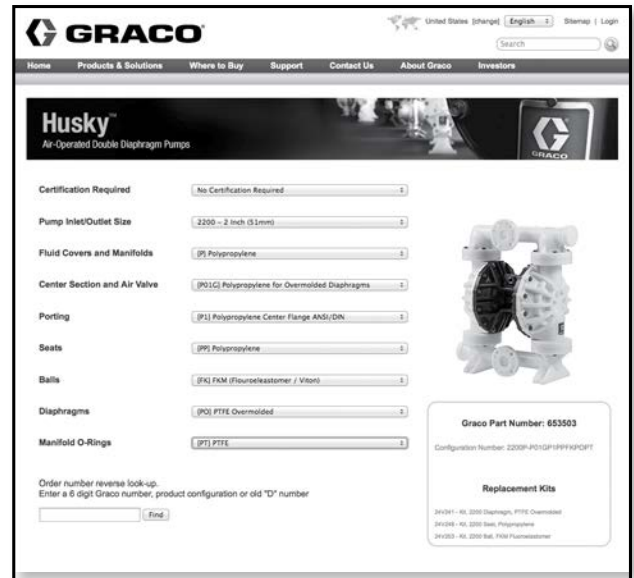 GRACO
United States [change] English Sitemap | Login
Search
Home Products & Solutions Where to Buy Support Contact Us About Graco Investors
Husky™
Air-Operated Double Diaphragm Pumps
GRACO
Certification Required No Certification Required
Pump Inlet/Outlet Size 2200 – 2 Inch (51mm)
Fluid Covers and Manifolds [P] Polypropylene
Center Section and Air Valve [P01G] Polypropylene for Overmolded Diaphragms
Porting [P1] Polypropylene Center Flange ANSI/DIN
Seats [PP] Polypropylene
Balls [FK] FKM (Flouroelastomer / Viton)
Diaphragms [PO] PTFE Overmolded
Manifold O-Rings [PT] PTFE
Graco Part Number: 653503
Configuration Number: 2200P-P01GP1PPFKPOPT
Replacement Kits
24V241 - Kit, 2200 Diaphragm, PTFE Overmolded
24V248 - Kit, 2200 Seat, Polypropylene
24V353 - Kit, 2200 Ball, FKM Fluoroelastomer
Order number reverse look-up.
Enter a 6 digit Graco number, product configuration or old "D" number
Find